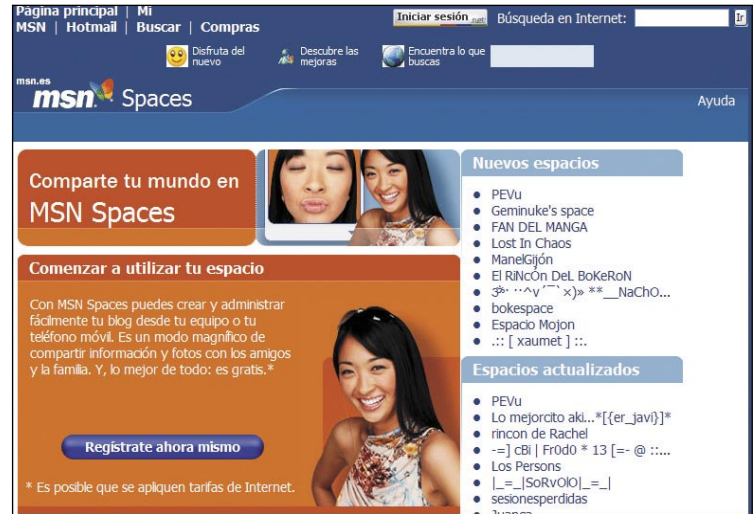 Página principal | Mi
MSN | Hotmail | Buscar | Compras
Iniciar sesión .net
Búsqueda en Internet:
Ir
Disfruta del
nuevo
Descubre las
mejoras
Encuentra lo que
buscas
msn.es
msn Spaces
Ayuda
Comparte tu mundo en
MSN Spaces
Comenzar a utilizar tu espacio
Con MSN Spaces puedes crear y administrar
fácilmente tu blog desde tu equipo o tu
teléfono móvil. Es un modo magnífico de
compartir información y fotos con los amigos
y la familia. Y, lo mejor de todo: es gratis.*
Regístrate ahora mismo
* Es posible que se apliquen tarifas de Internet.
Nuevos espacios
PEVu
Geminuke's space
FAN DEL MANGA
Lost In Chaos
ManelGijón
El RiNcÓn DeL BoKeRoN
**__NaChO...
bokespace
Espacio Mojon
.:: [ xaumet ] ::.
Espacios actualizados
PEVu
Lo mejorcito aki...*[{er_javi}]*
rincon de Rachel
-=] cBi | Fr0d0 * 13 [=- @ ::...
Los Persons
|_=_|SoRvOlO|_=_|
sesionesperdidas